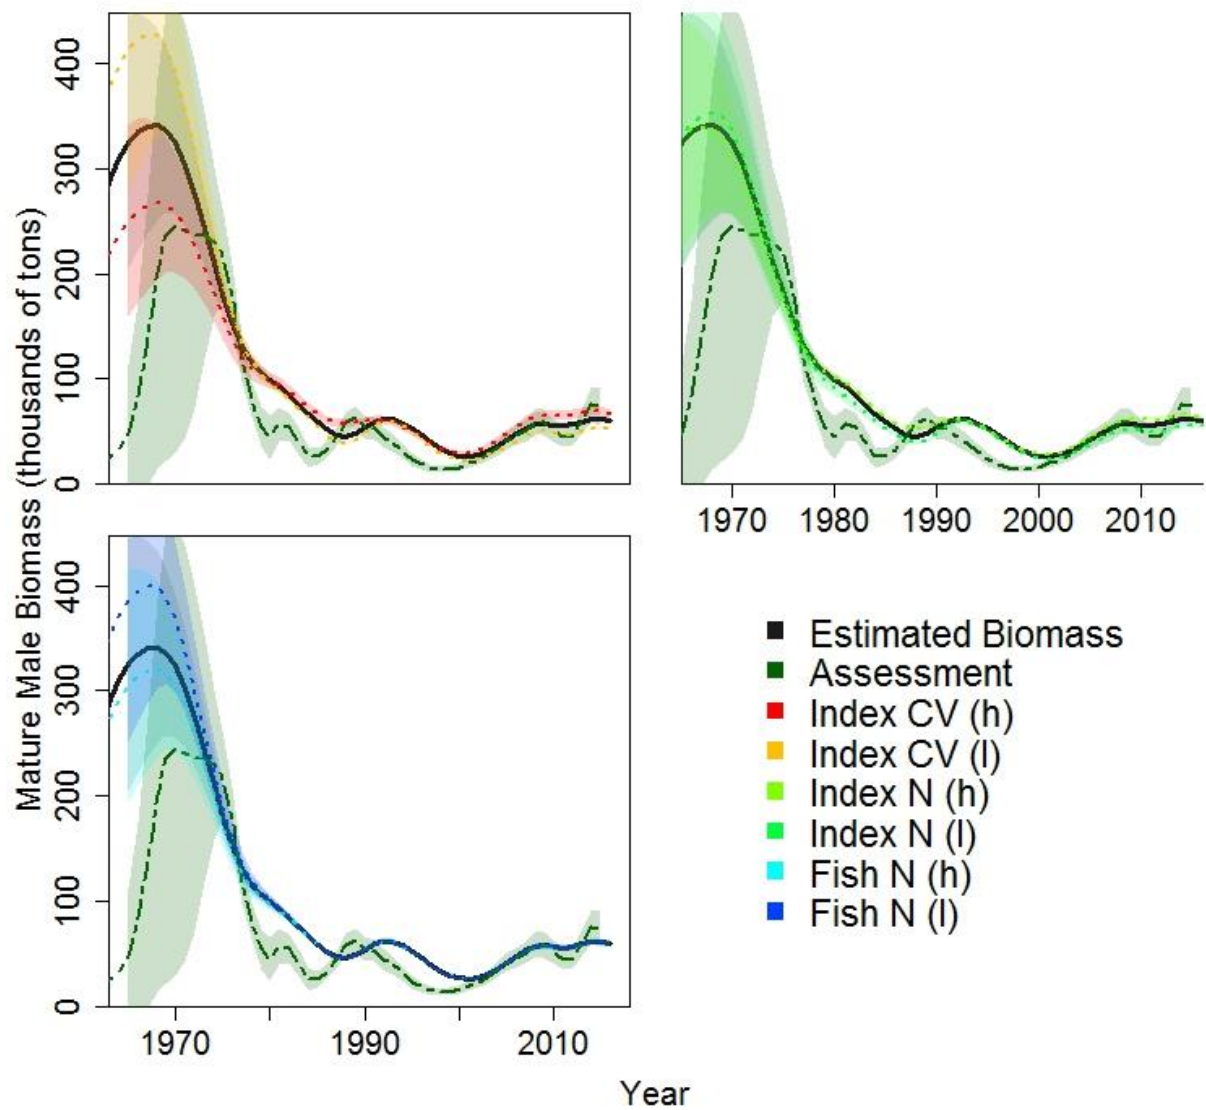 Mature Male Biomass (thousands of tons)
400
300
200
100
0
1970
1980
1990
2000
2010
400
300
200
100
0
1970
1990
2010
Year
Estimated Biomass
Assessment
Index CV (h)
Index CV (l)
Index N (h)
Index N (l)
Fish N (h)
Fish N (l)